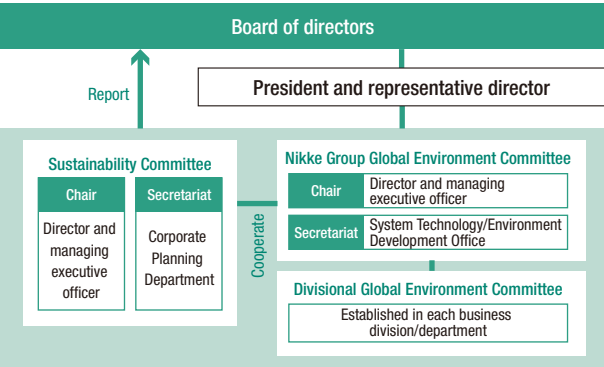 Board of directors
Report
President and representative director
Sustainability Committee
Chair
Director and
managing
executive
officer
Secretariat
Corporate
Planning
Department
Cooperate
Nikke Group Global Environment Committee
Chair
Director and managing
executive officer
Secretariat
System Technology/Environment
Development Office
Divisional Global Environment Committee
Established in each business
division/department